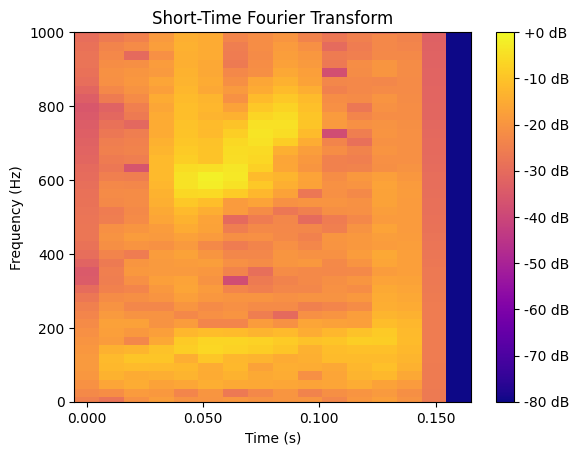 Short-Time Fourier Transform
1000
800
600
400
200
0
Frequency (Hz)
0.000
0.050
0.100
0.150
Time (s)
+0 dB
-10 dB
-20 dB
-30 dB
-40 dB
-50 dB
-60 dB
-70 dB
-80 dB